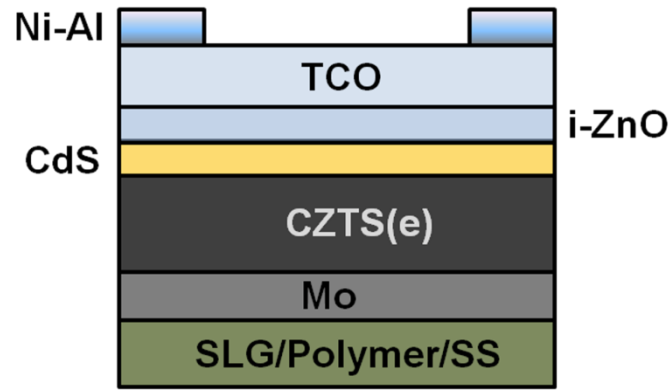 Ni-Al
TCO
i-ZnO
CdS
CZTS(e)
Mo
SLG/Polymer/SS